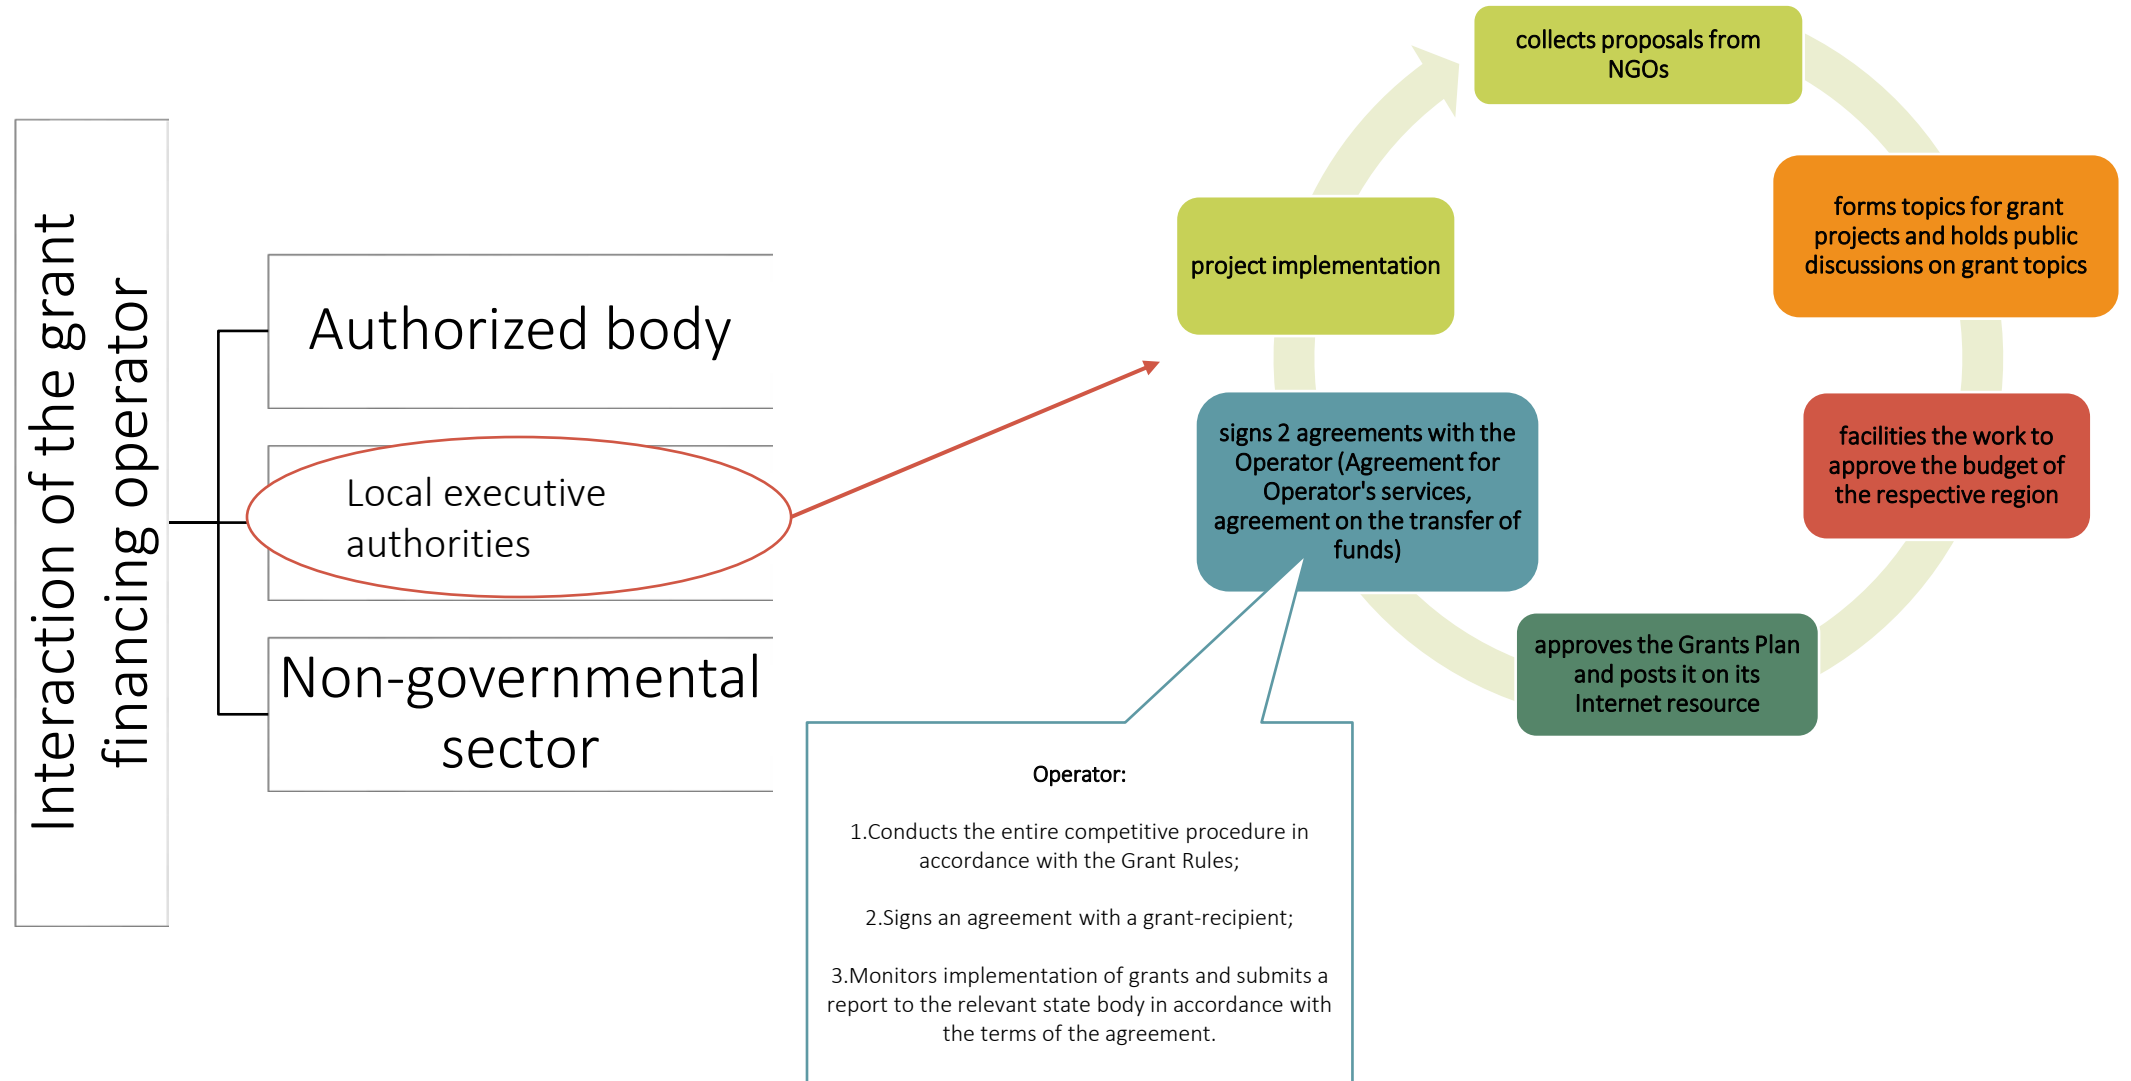 Interaction of the grant
financing operator
Authorized body
Local executive
authorities
Non-governmental
sector
collects proposals from
NGOs
forms topics for grant
projects and holds public
discussions on grant topics
facilities the work to
approve the budget of
the respective region
approves the Grants Plan
and posts it on its
Internet resource
signs 2 agreements with the
Operator (Agreement for
Operator's services,
agreement on the transfer of
funds)
project implementation
Operator:
1.Conducts the entire competitive procedure in
accordance with the Grant Rules;
2.Signs an agreement with a grant-recipient;
3.Monitors implementation of grants and submits a
report to the relevant state body in accordance with
the terms of the agreement.